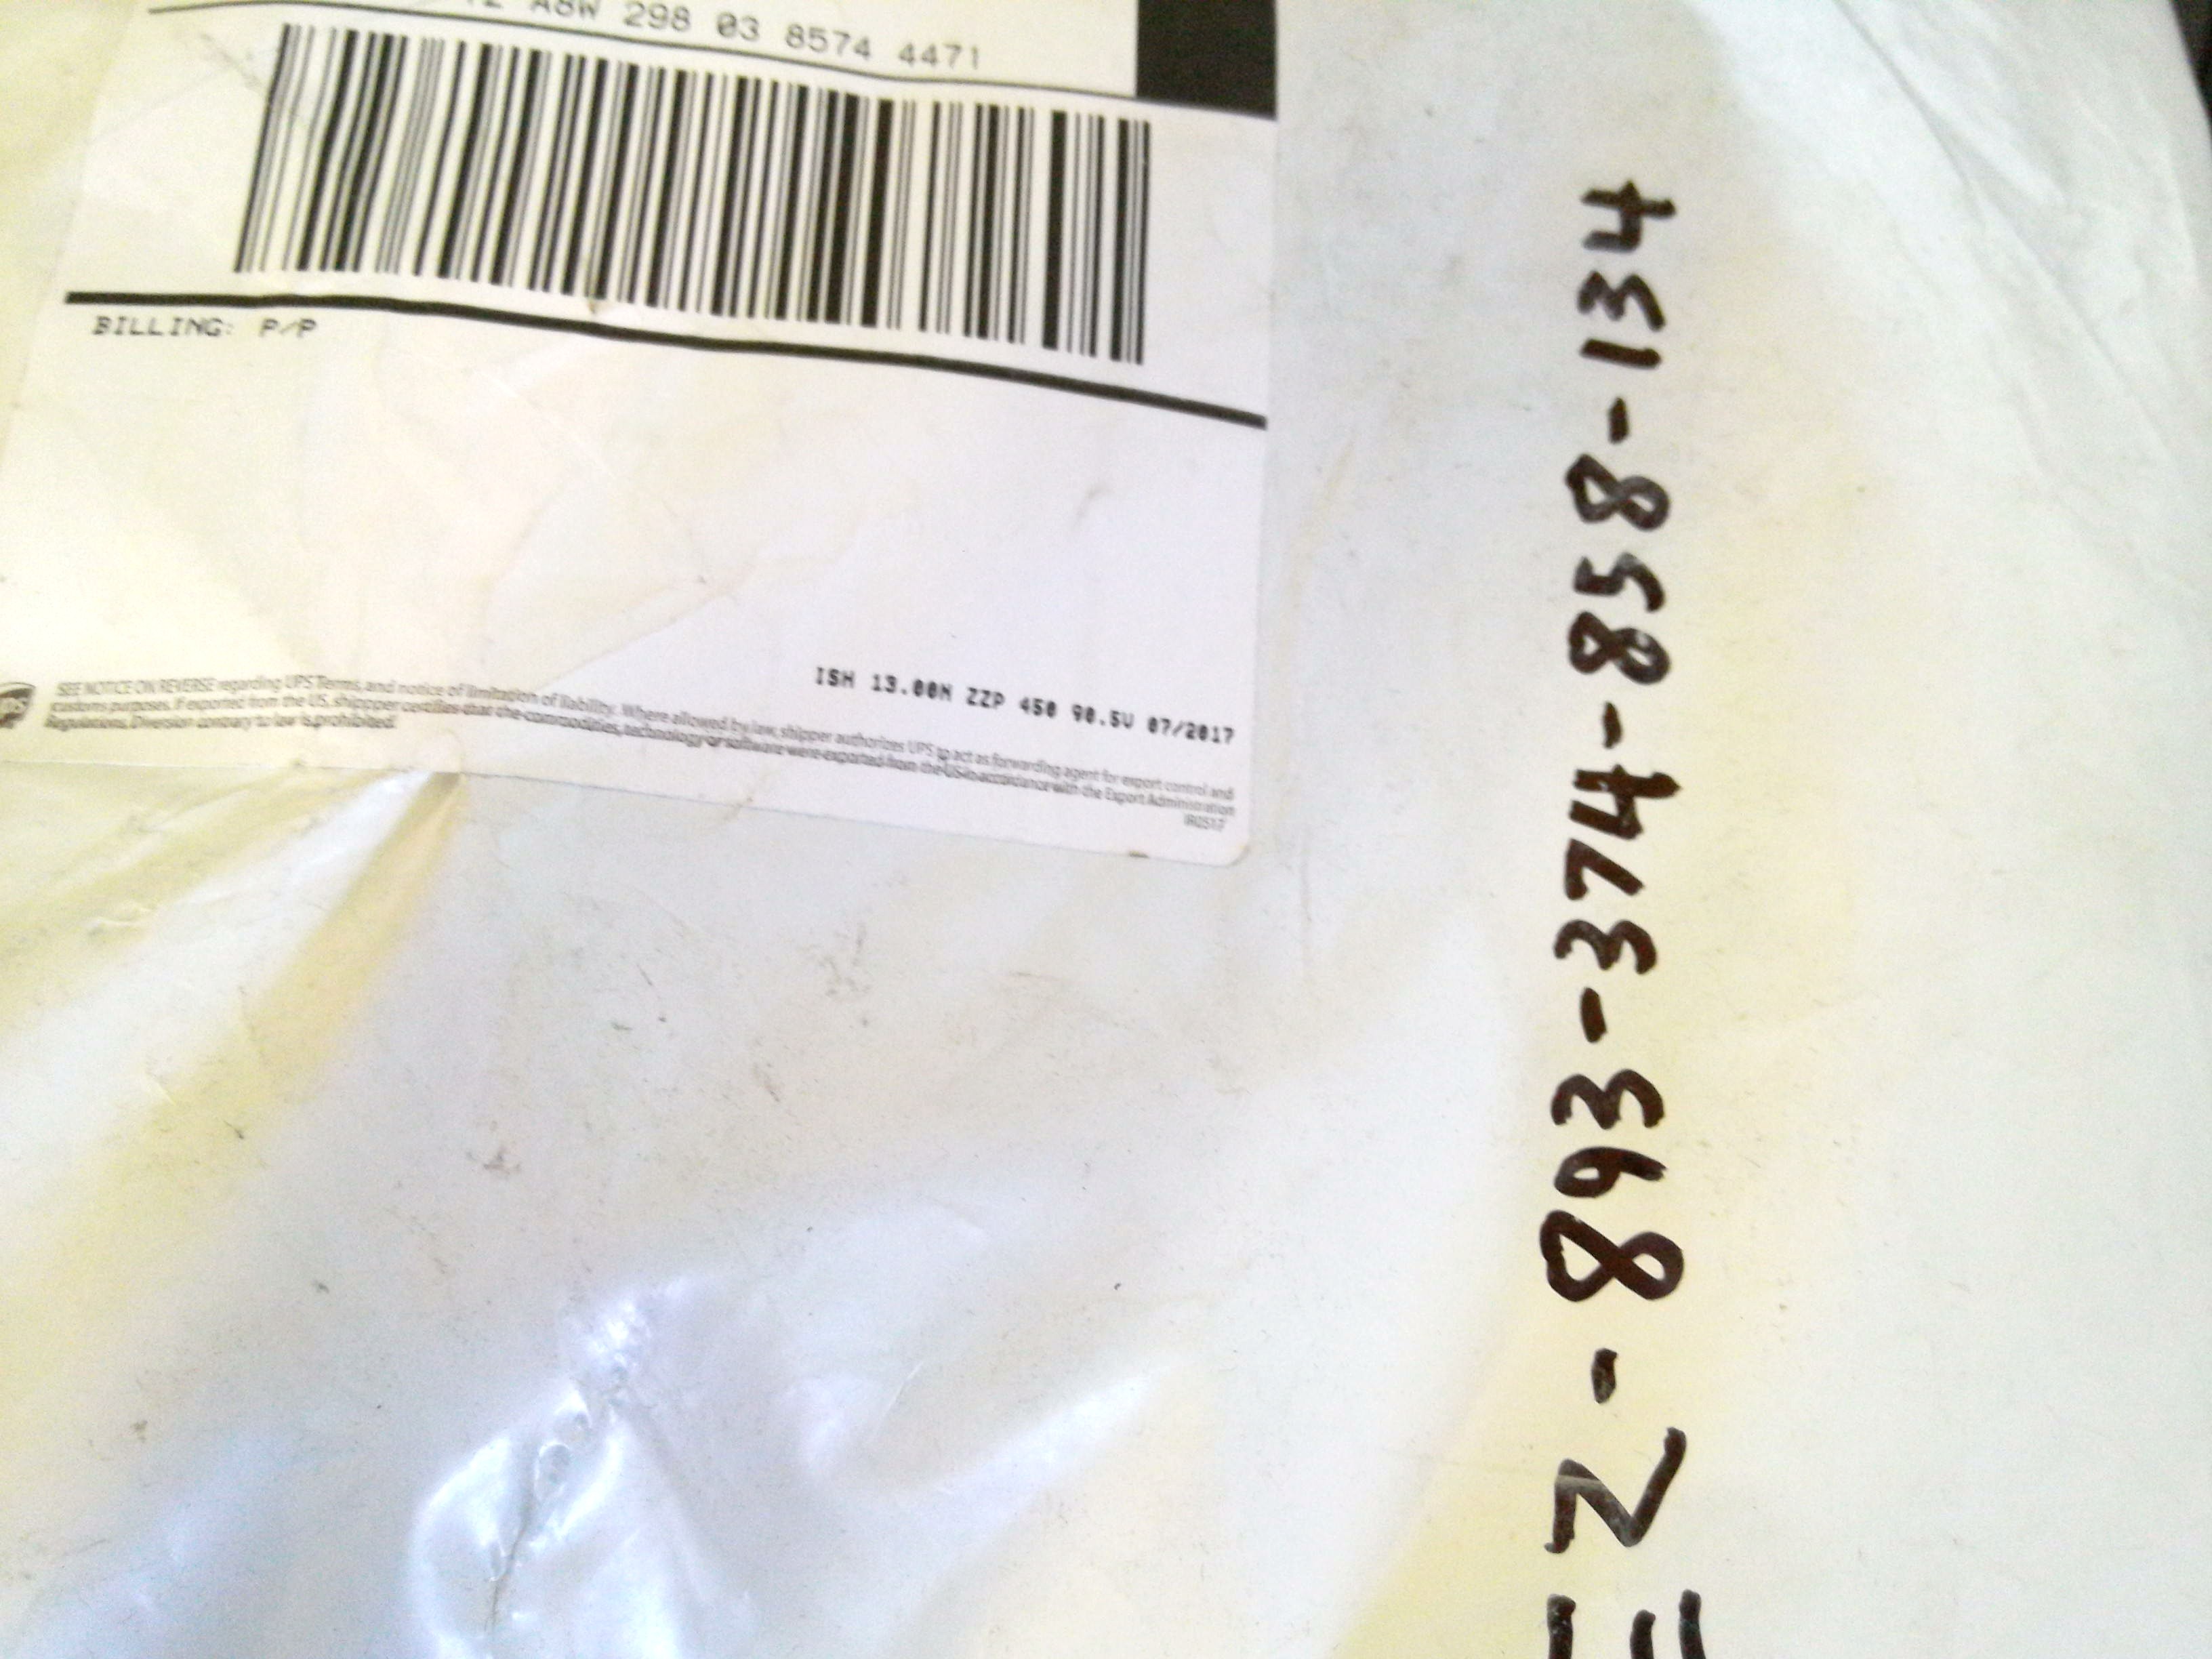 A8W 298 03 8574 4471
BILLING: P/P
ISH 13.00N ZZP 450 90.5V 07/2017
UPS
SEE NOTICE ON REVERSE regarding UPS Terms, and notice of limitation of liability. Where allowed by law, shipper authorizes UPS to act as forwarding agent for export control and
customs purposes. If exported from the US, shipper certifies that the commodities, technology or software were exported from the US in accordance with the Export Administration
Regulations. Diversion contrary to law is prohibited.
Z-893-374-858-134